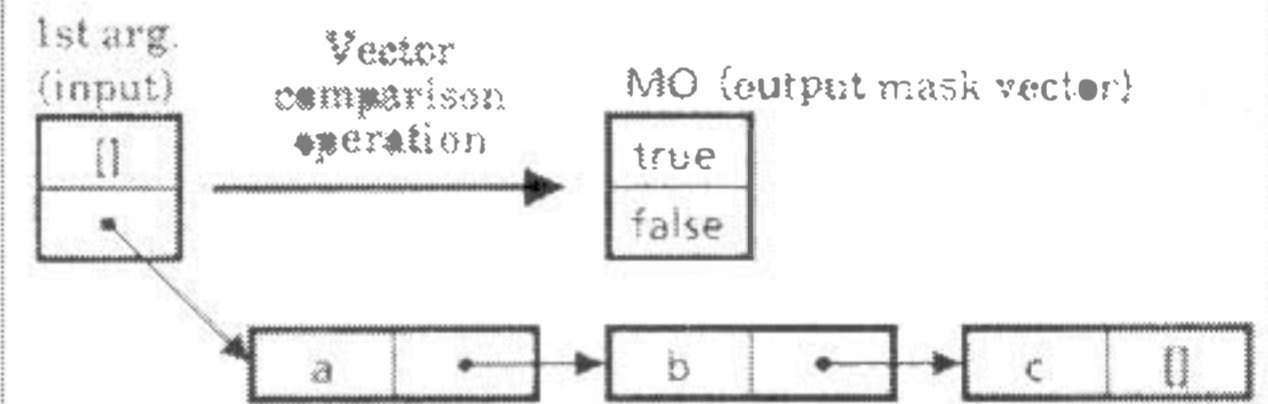 1st arg.
(input)
[]
Vector
comparison
operation
MO (output mask vector)
true
false
a
b
c
[]